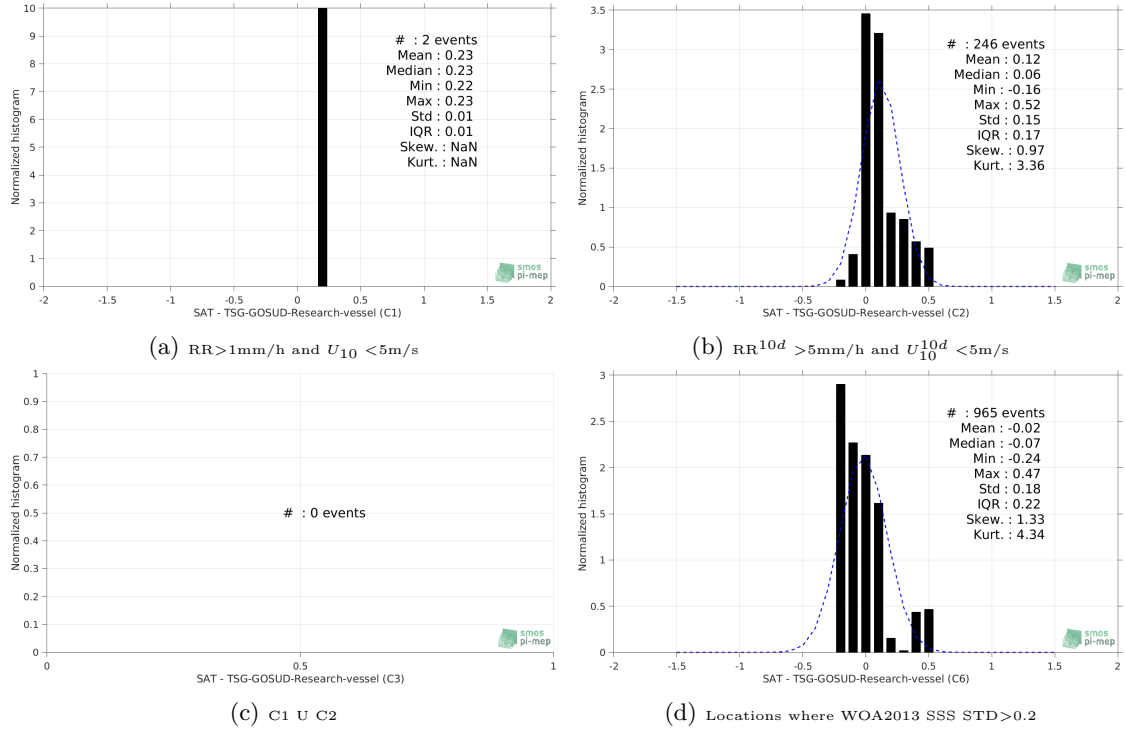 10
9
8
7
6
5
4
3
2
1
0
Normalized histogram
# : 2 events
Mean : 0.23
Median : 0.23
Min : 0.22
Max : 0.23
Std : 0.01
IQR : 0.01
Skew. : NaN
Kurt. : NaN
smos
pi-mep
-2 -1.5 -1 -0.5 0 0.5 1 1.5 2
SAT - TSG-GOSUD-Research-vessel (C1)
(a) RR>1mm/h and U10 <5m/s
3.5
3
2.5
2
1.5
1
0.5
0
Normalized histogram
# : 246 events
Mean : 0.12
Median : 0.06
Min : -0.16
Max : 0.52
Std : 0.15
IQR : 0.17
Skew. : 0.97
Kurt. : 3.36
smos
pi-mep
-2 -1.5 -1 -0.5 0 0.5 1 1.5 2
SAT - TSG-GOSUD-Research-vessel (C2)
(b) RR^10d >5mm/h and U10^10d <5m/s
1
0.9
0.8
0.7
0.6
0.5
0.4
0.3
0.2
0.1
0
Normalized histogram
# : 0 events
smos
pi-mep
0 0.5 1
SAT - TSG-GOSUD-Research-vessel (C3)
(c) C1 U C2
3
2.5
2
1.5
1
0.5
0
Normalized histogram
# : 965 events
Mean : -0.02
Median : -0.07
Min : -0.24
Max : 0.47
Std : 0.18
IQR : 0.22
Skew. : 1.33
Kurt. : 4.34
smos
pi-mep
-2 -1.5 -1 -0.5 0 0.5 1 1.5 2
SAT - TSG-GOSUD-Research-vessel (C6)
(d) Locations where WOA2013 SSS STD>0.2